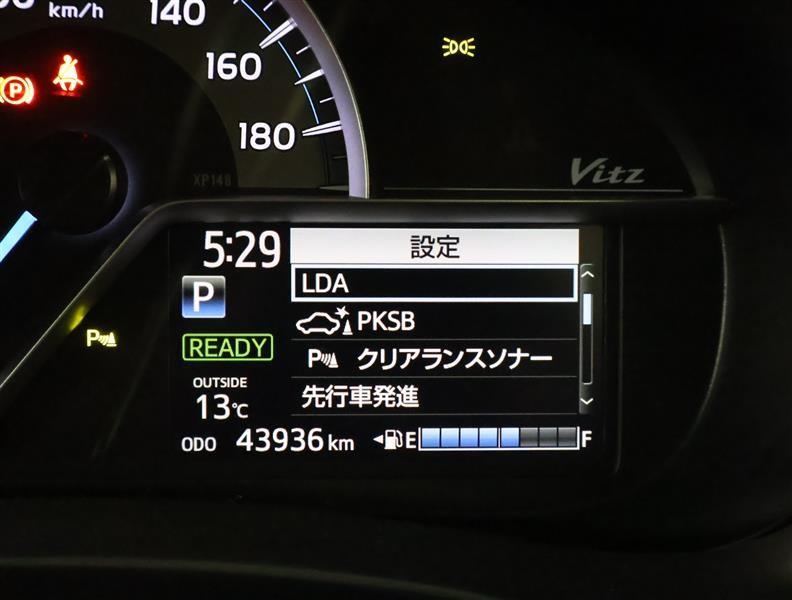 km/h
140
160
180
XP148
Vitz
5:29
設定
LDA
P
PKSB
P クリアランスソナー
READY
先行車発進
OUTSIDE
13℃
ODO 43936 km
E F
P
P